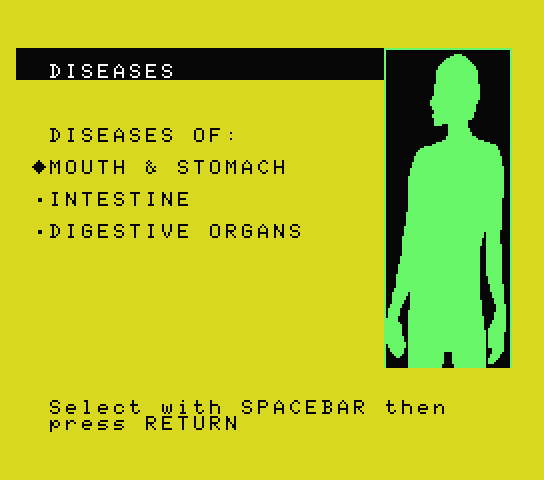 DISEASES
DISEASES OF:
MOUTH & STOMACH
INTESTINE
DIGESTIVE ORGANS
Select with SPACEBAR then
press RETURN